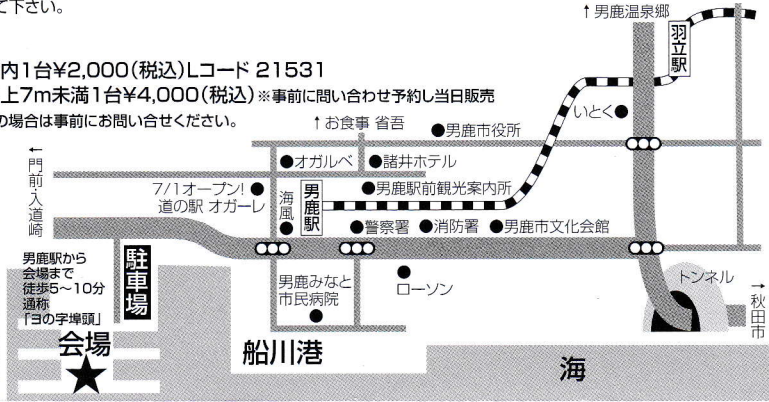 て下さい。
↑男鹿温泉郷
羽立駅
内1台¥2,000(税込)Lコード 21531
上7m未満1台¥4,000(税込)※事前に問い合わせ予約し当日販売
の場合は事前にお問い合せください。
いとく
↑お食事 省吾
男鹿市役所
←門前・入道崎
オガルベ
諸井ホテル
7/1オープン!
道の駅 オガーレ
海風
男鹿駅
男鹿駅前観光案内所
警察署
消防署
男鹿市文化会館
男鹿駅から
会場まで
徒歩5〜10分
通称
「ヨの字埠頭」
駐車場
男鹿みなと
市民病院
ローソン
トンネル
→秋田市
会場
船川港
海